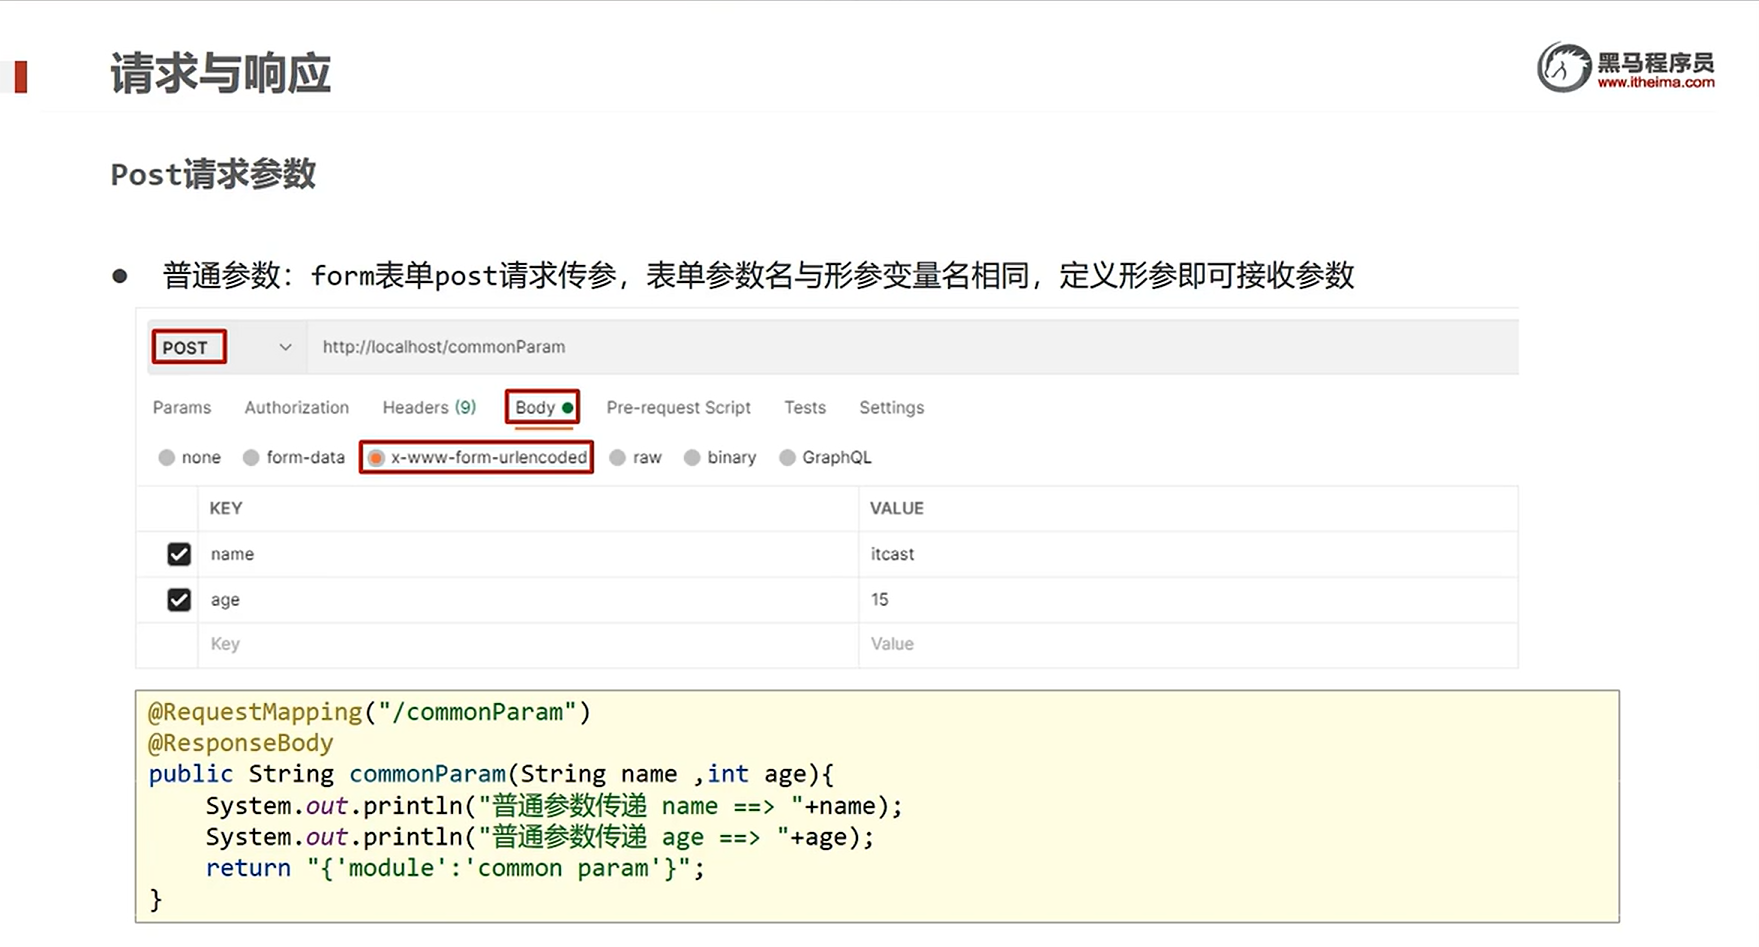 请求与响应
黑马程序员
www.itheima.com
Post请求参数
● 普通参数：form表单post请求传参，表单参数名与形参变量名相同，定义形参即可接收参数
POST http://localhost/commonParam
Params Authorization Headers (9) Body Pre-request Script Tests Settings
none form-data x-www-form-urlencoded raw binary GraphQL
KEY VALUE
name itcast
age 15
Key Value
@RequestMapping("/commonParam")
@ResponseBody
public String commonParam(String name ,int age){
    System.out.println("普通参数传递 name ==> "+name);
    System.out.println("普通参数传递 age ==> "+age);
    return "{'module':'common param'}";
}